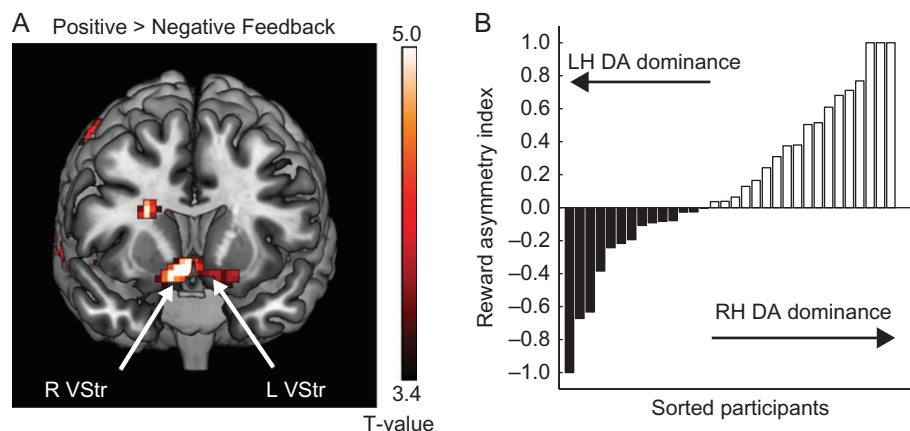 A Positive > Negative Feedback
5.0
R VStr
L VStr
3.4
T-value
B
Reward asymmetry index
1.0
0.8
0.6
0.4
0.2
0.0
–0.2
–0.4
–0.6
–0.8
–1.0
LH DA dominance
RH DA dominance
Sorted participants